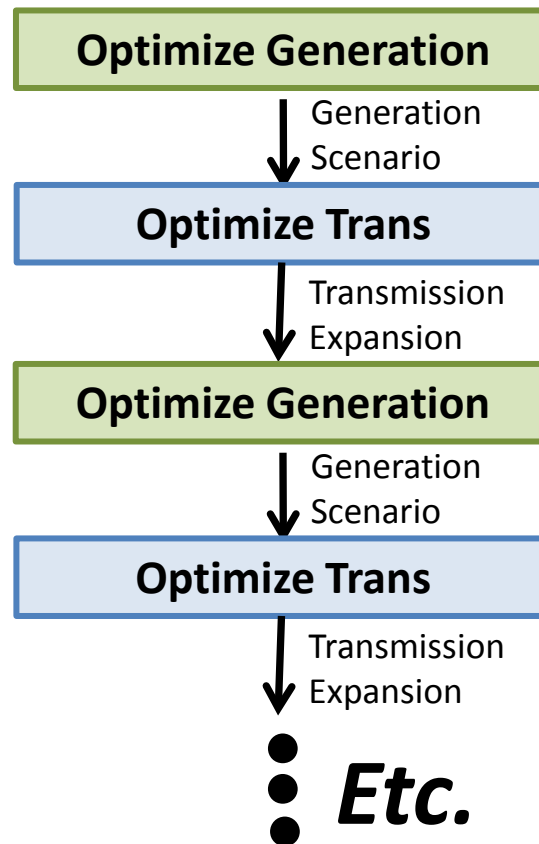 Optimize Generation
Generation
Scenario
Optimize Trans
Transmission
Expansion
Optimize Generation
Generation
Scenario
Optimize Trans
Transmission
Expansion
Etc.